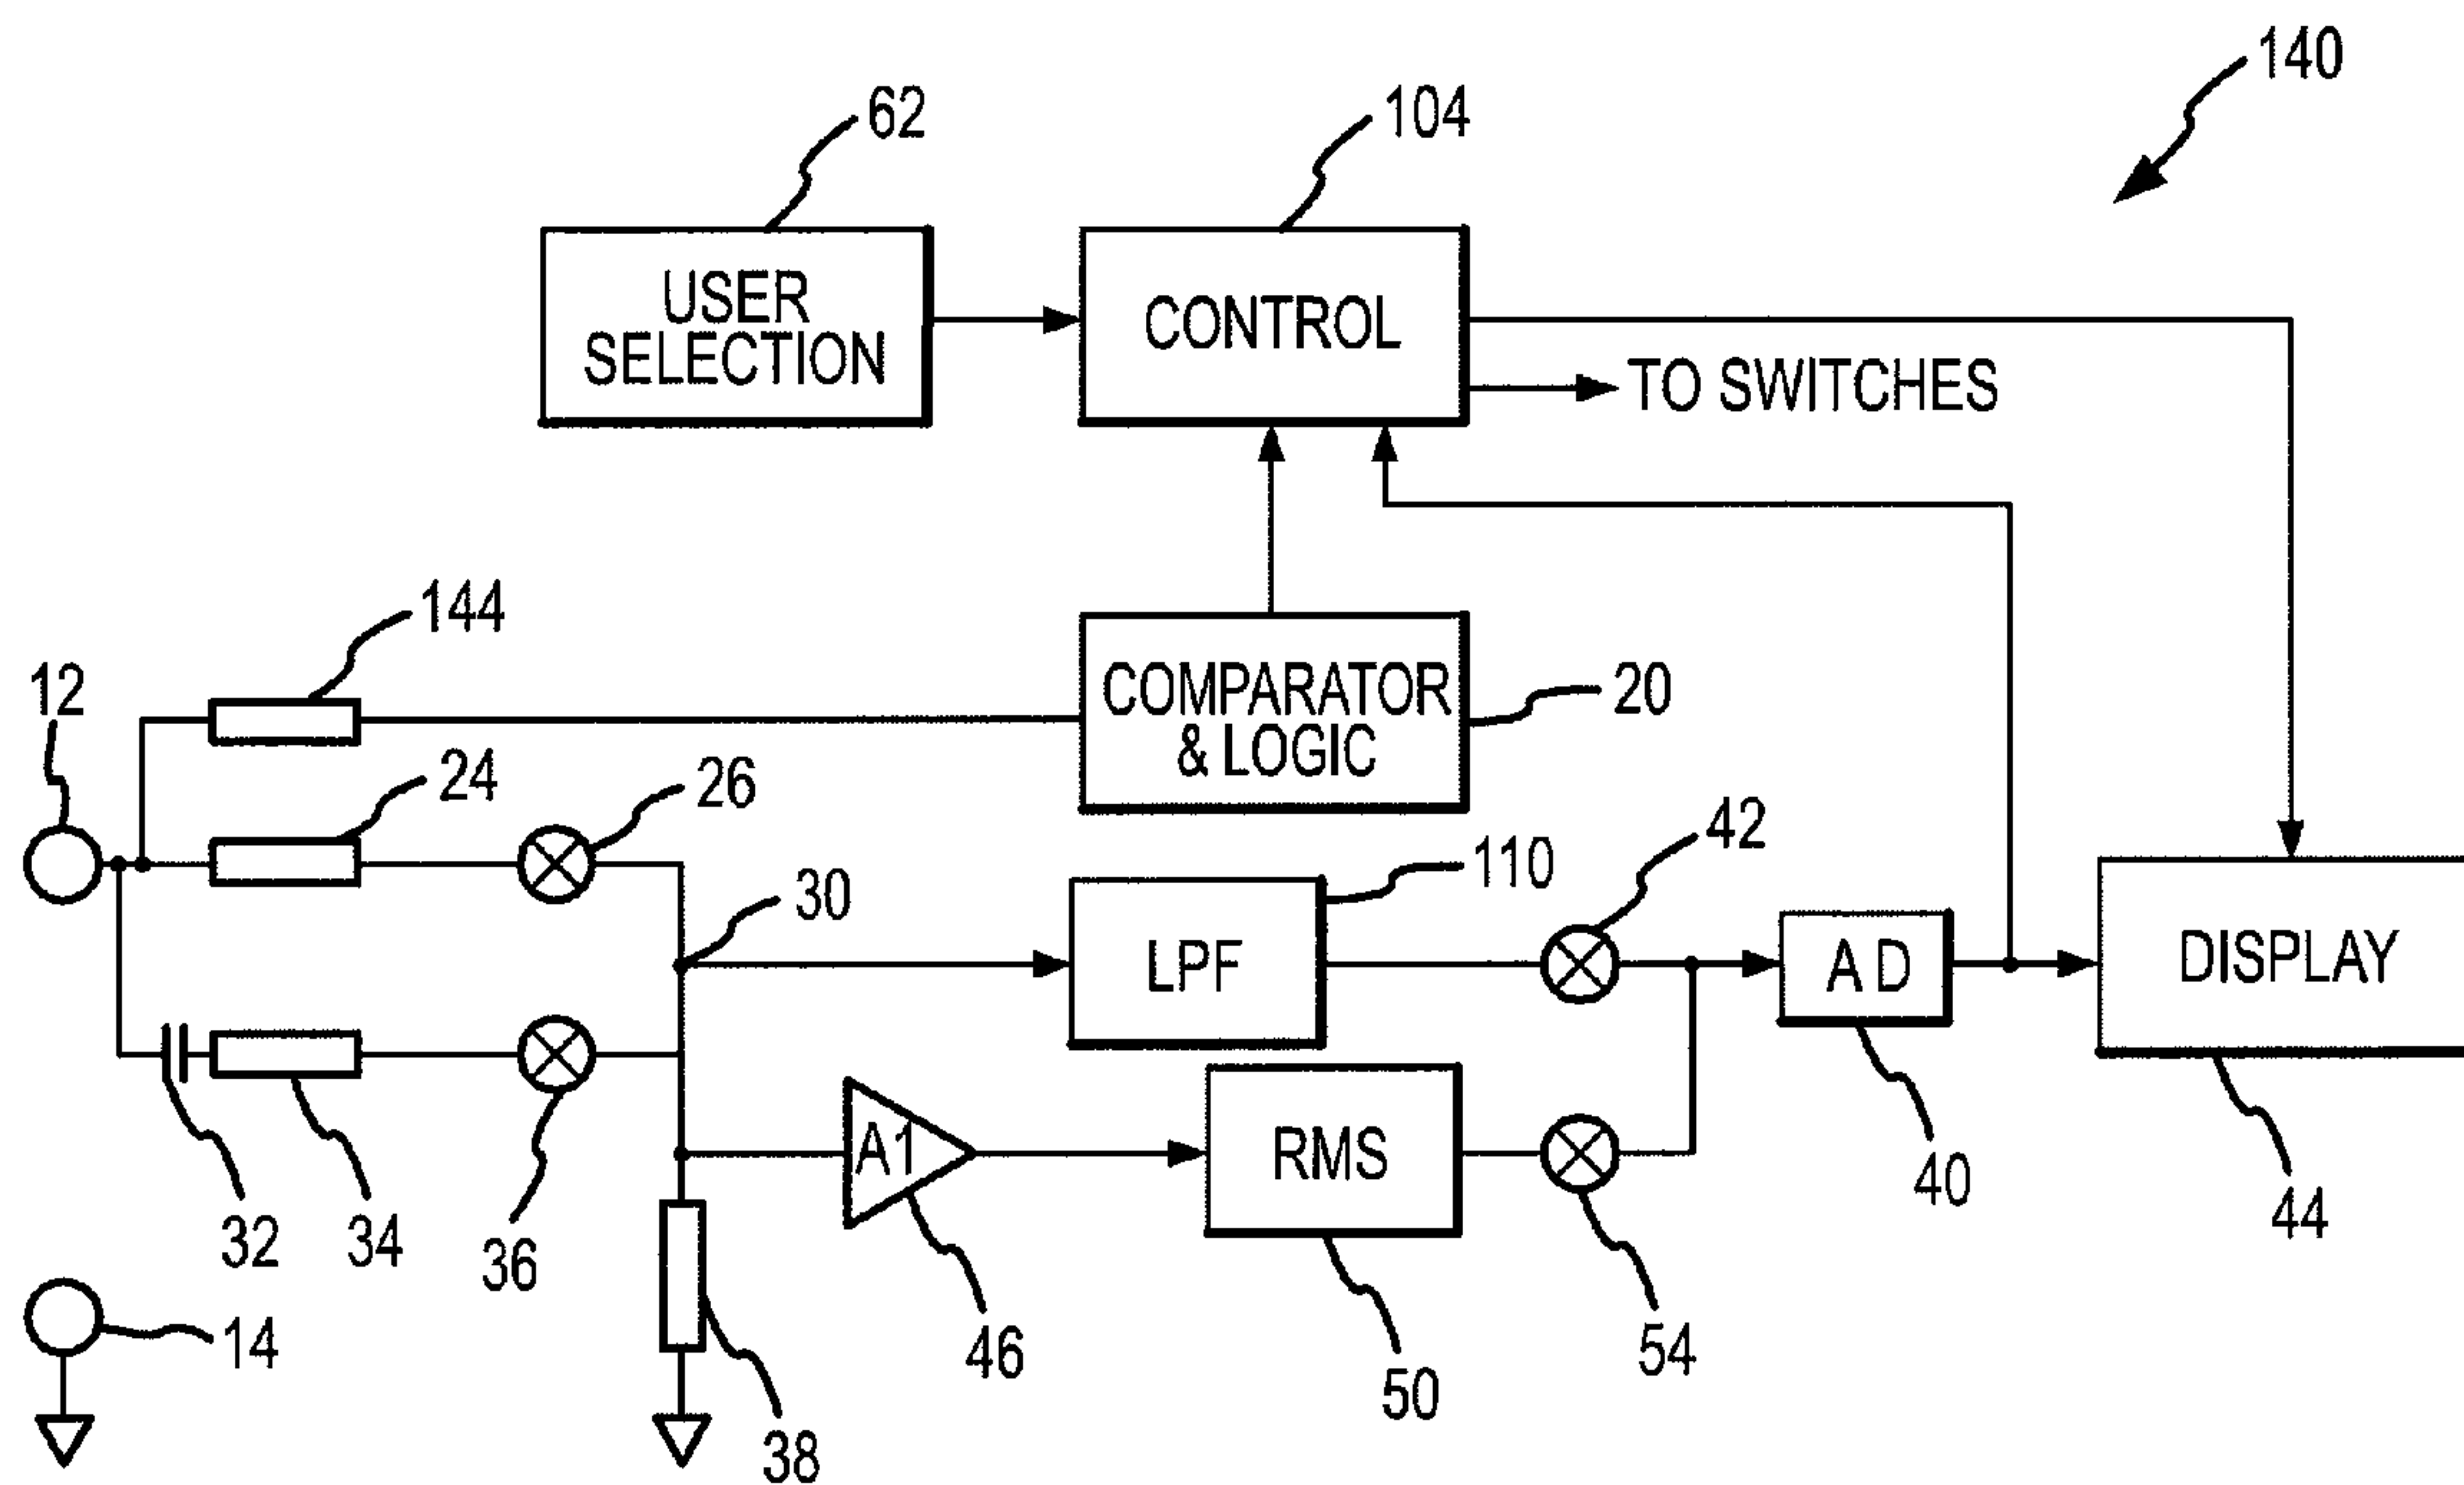 140
62
104
USER
SELECTION
CONTROL
TO SWITCHES
144
12
COMPARATOR
& LOGIC
20
24
26
42
30
110
LPF
A D
DISPLAY
A1
RMS
32
34
36
40
44
14
46
50
54
38